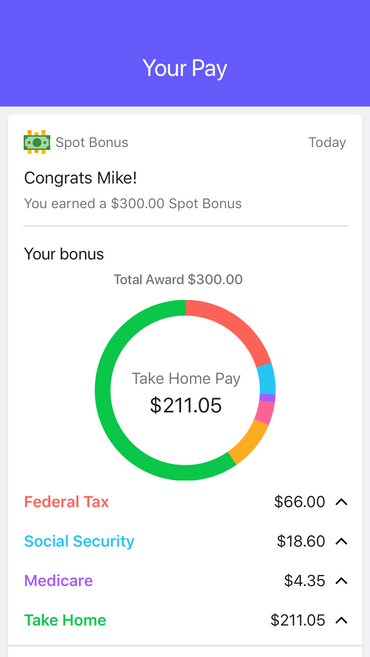 Your Pay
Spot Bonus Today
Congrats Mike!
You earned a $300.00 Spot Bonus
Your bonus
Total Award $300.00
Take Home Pay
$211.05
Federal Tax $66.00
Social Security $18.60
Medicare $4.35
Take Home $211.05